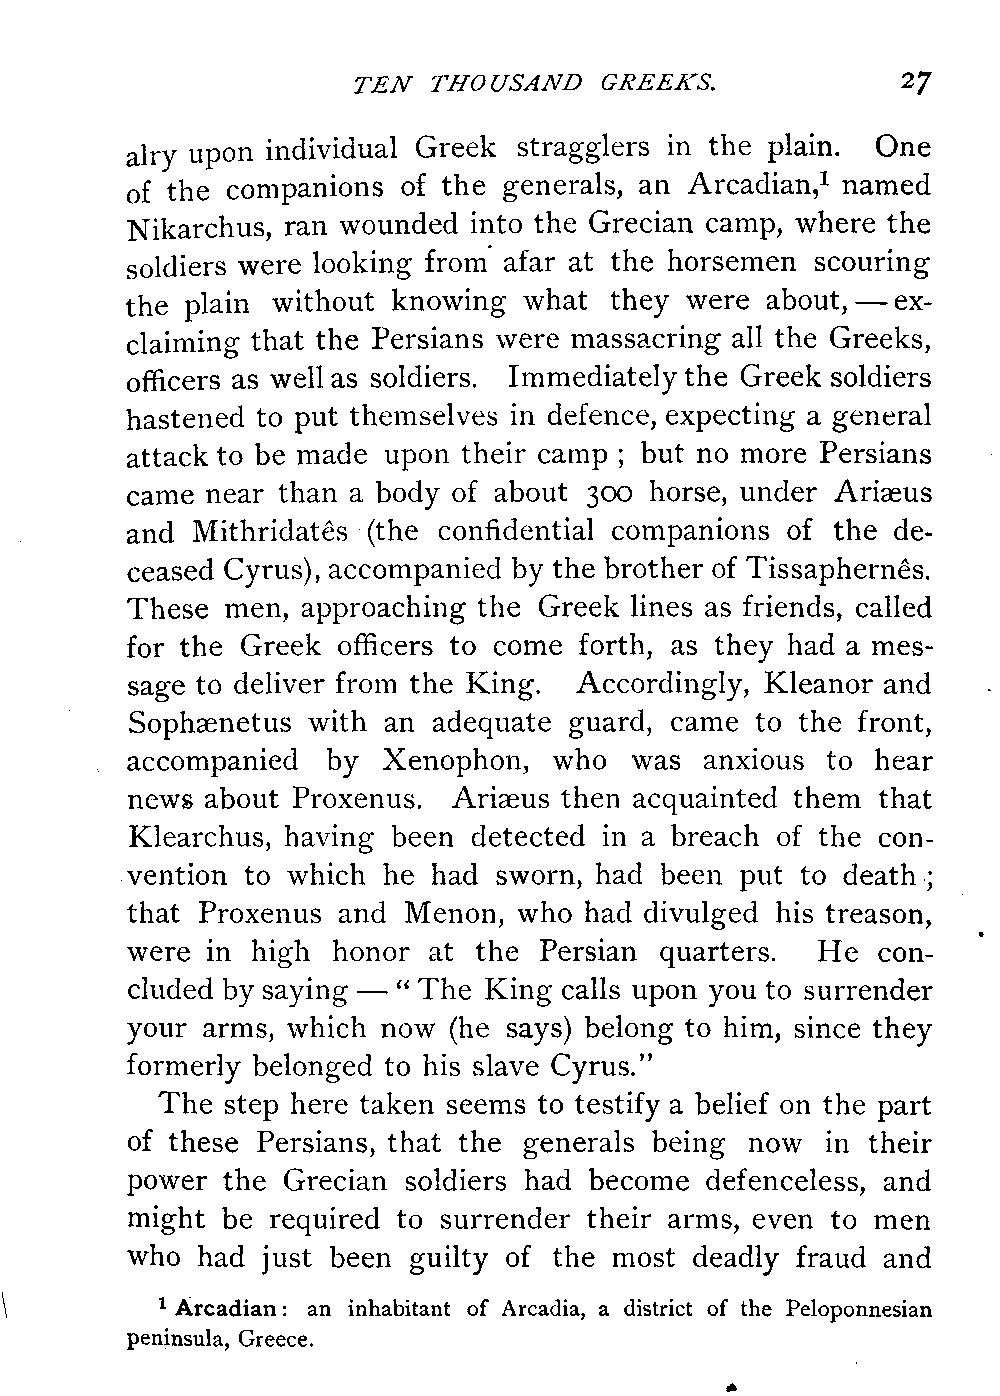 TEN THOUSAND GREEKS. 27
alry upon individual Greek stragglers in the plain. One
of the companions of the generals, an Arcadian,¹ named
Nikarchus, ran wounded into the Grecian camp, where the
soldiers were looking from afar at the horsemen scouring
the plain without knowing what they were about, — ex-
claiming that the Persians were massacring all the Greeks,
officers as well as soldiers. Immediately the Greek soldiers
hastened to put themselves in defence, expecting a general
attack to be made upon their camp ; but no more Persians
came near than a body of about 300 horse, under Ariæus
and Mithridatês (the confidential companions of the de-
ceased Cyrus), accompanied by the brother of Tissaphernês.
These men, approaching the Greek lines as friends, called
for the Greek officers to come forth, as they had a mes-
sage to deliver from the King. Accordingly, Kleanor and
Sophænetus with an adequate guard, came to the front,
accompanied by Xenophon, who was anxious to hear
news about Proxenus. Ariæus then acquainted them that
Klearchus, having been detected in a breach of the con-
vention to which he had sworn, had been put to death ;
that Proxenus and Menon, who had divulged his treason,
were in high honor at the Persian quarters. He con-
cluded by saying — “ The King calls upon you to surrender
your arms, which now (he says) belong to him, since they
formerly belonged to his slave Cyrus.”
The step here taken seems to testify a belief on the part
of these Persians, that the generals being now in their
power the Grecian soldiers had become defenceless, and
might be required to surrender their arms, even to men
who had just been guilty of the most deadly fraud and
¹ Arcadian: an inhabitant of Arcadia, a district of the Peloponnesian
peninsula, Greece.